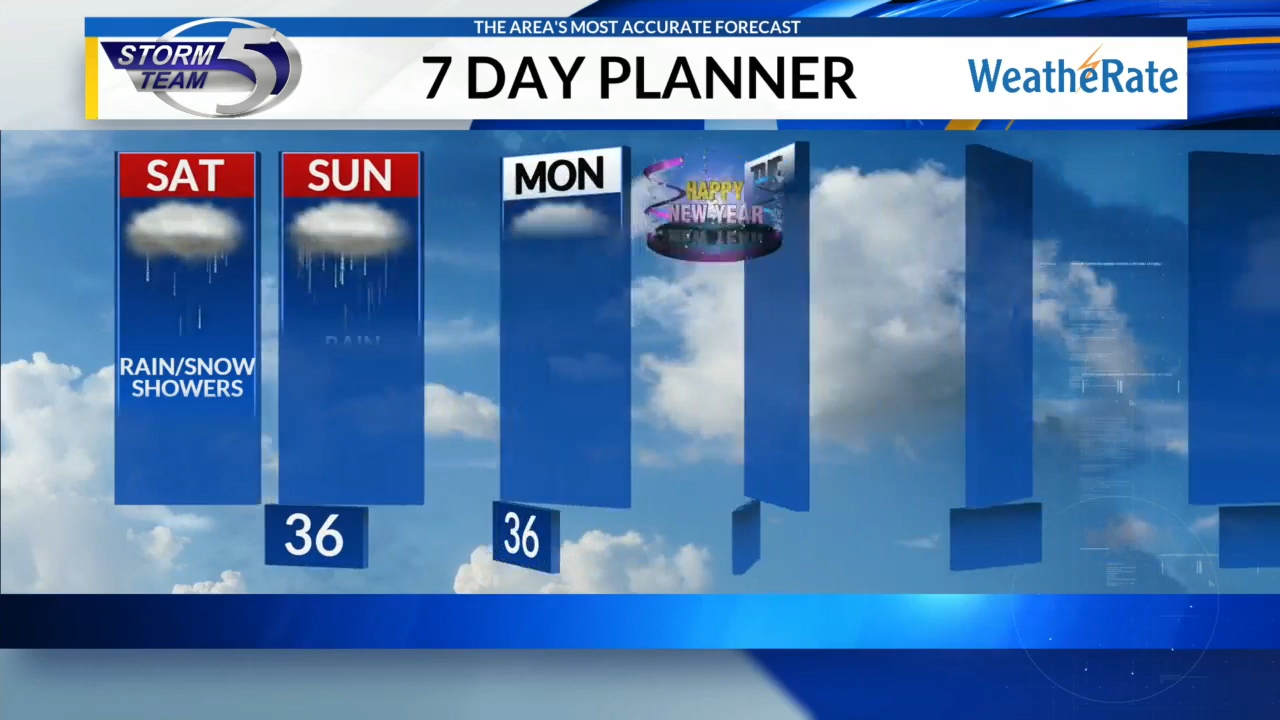 THE AREA'S MOST ACCURATE FORECAST
STORM TEAM 5
7 DAY PLANNER
WeatheRate
SAT
SUN
MON
HAPPY
NEW YEAR
RAIN
RAIN/SNOW
SHOWERS
36
36